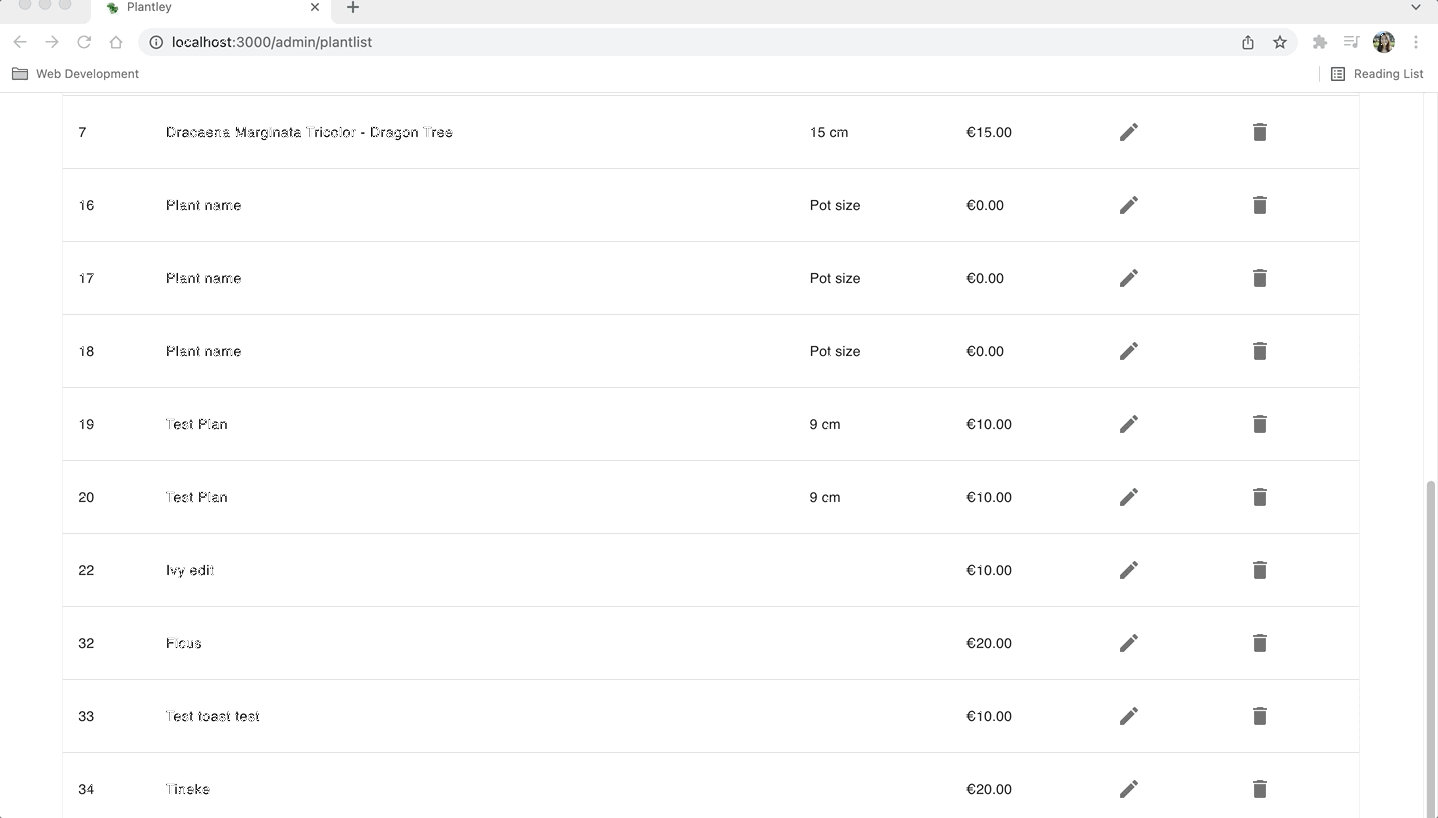 Plantley
localhost:3000/admin/plantlist
Web Development
Reading List
7 Dracaena Marginata Tricolor - Dragon Tree 15 cm €15.00
16 Plant name Pot size €0.00
17 Plant name Pot size €0.00
18 Plant name Pot size €0.00
19 Test Plan 9 cm €10.00
20 Test Plan 9 cm €10.00
22 Ivy edit €10.00
32 Ficus €20.00
33 Test toast test €10.00
34 Tineke €20.00